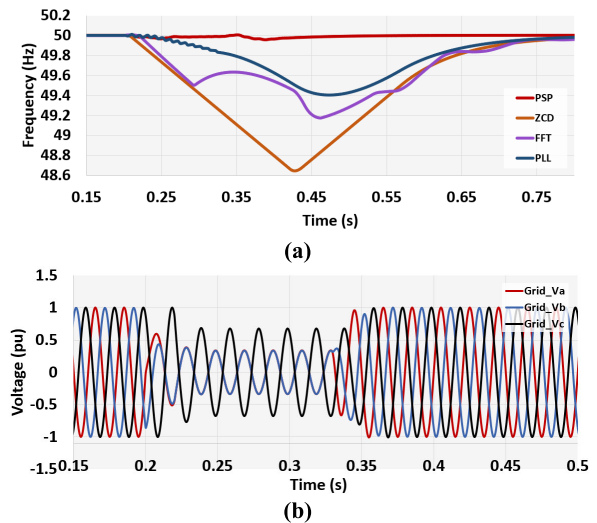 50.2
50
49.8
49.6
49.4
49.2
49
48.8
48.6
Frequency (Hz)
PSP
ZCD
FFT
PLL
0.15 0.25 0.35 0.45 0.55 0.65 0.75
Time (s)
(a)
1.5
1
0.5
0
-0.5
-1
-1.5
Voltage (pu)
Grid_Va
Grid_Vb
Grid_Vc
0.15 0.2 0.25 0.3 0.35 0.4 0.45 0.5
Time (s)
(b)